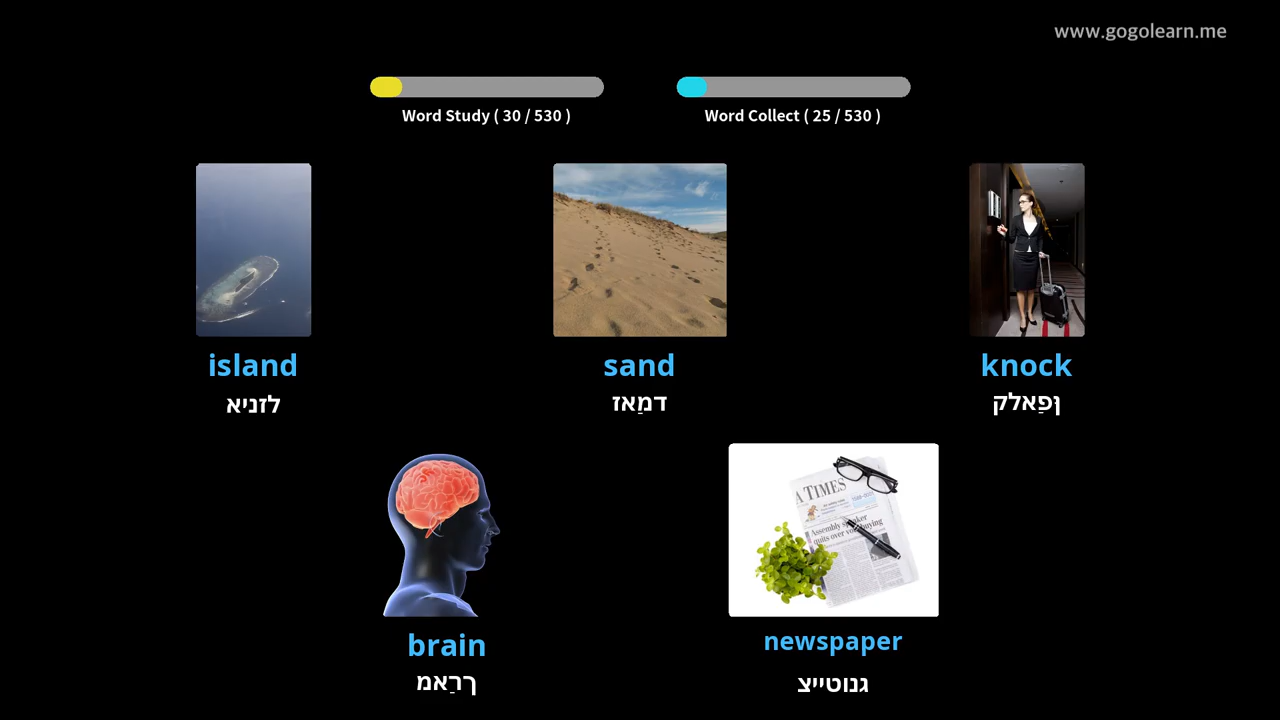 www.gogolearn.me
Word Study ( 30 / 530 )
Word Collect ( 25 / 530 )
island
sand
knock
לזניא
דמַאז
ןּפַאלק
brain
newspaper
ךרַאמ
גנוטייצ